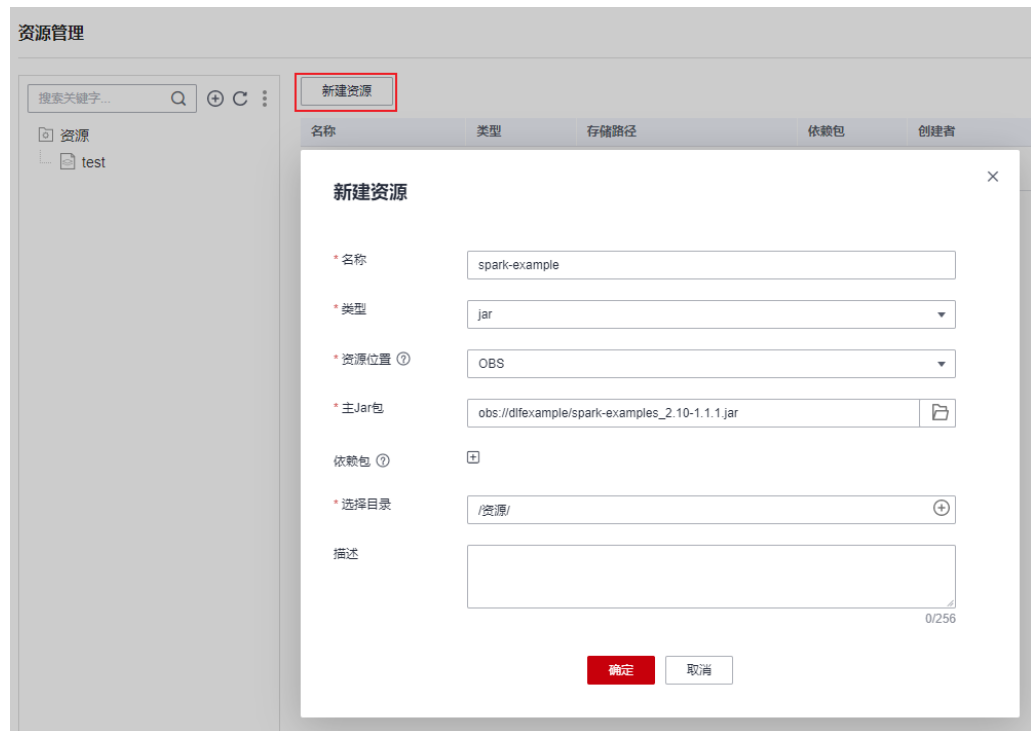 资源管理
搜索关键字...
新建资源
资源
test
名称 类型 存储路径 依赖包 创建者
新建资源
* 名称 spark-example
* 类型 jar
* 资源位置 OBS
* 主Jar包 obs://dlfexample/spark-examples_2.10-1.1.1.jar
依赖包
* 选择目录 /资源/
描述
0/256
确定 取消